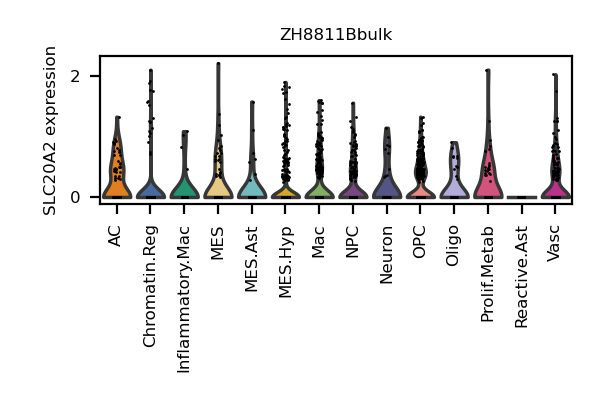 ZH8811Bbulk
SLC20A2 expression
2
0
AC
Chromatin.Reg
Inflammatory.Mac
MES
MES.Ast
MES.Hyp
Mac
NPC
Neuron
OPC
Oligo
Prolif.Metab
Reactive.Ast
Vasc